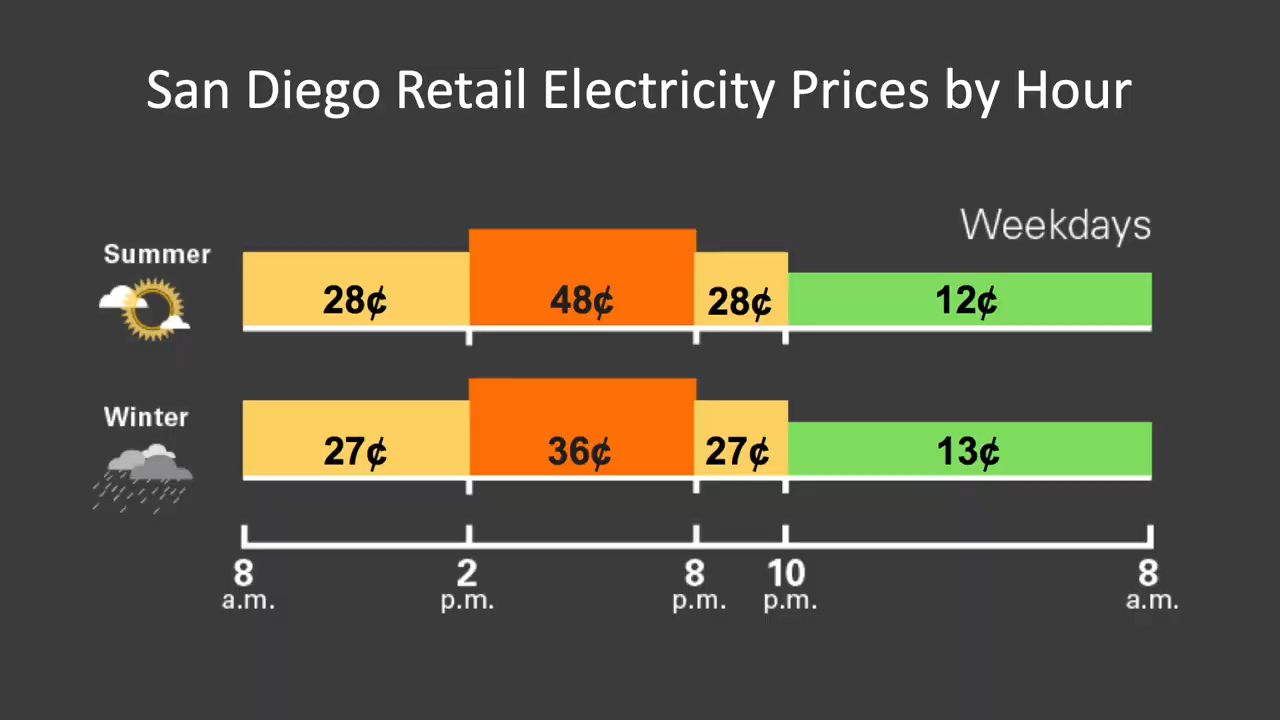 San Diego Retail Electricity Prices by Hour
Weekdays
Summer
28¢ 48¢ 28¢ 12¢
Winter
27¢ 36¢ 27¢ 13¢
8 2 8 10 8
a.m. p.m. p.m. p.m. a.m.